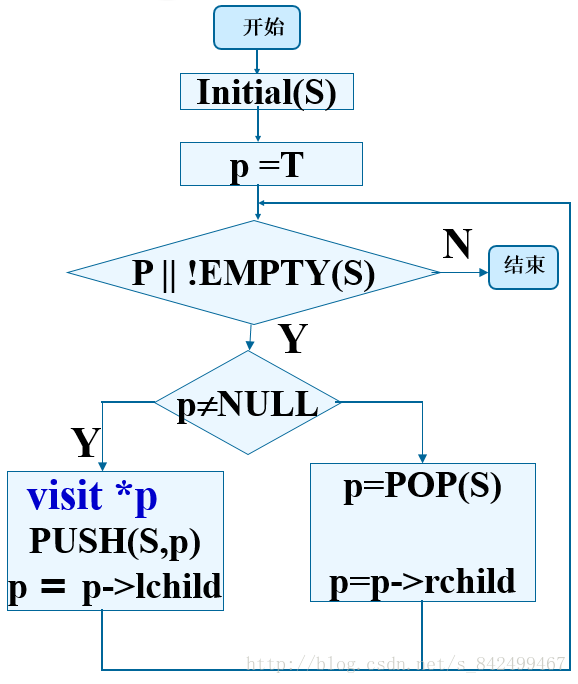 开始
Initial(S)
p =T
P || !EMPTY(S)
N
结束
Y
p≠NULL
Y
visit *p
PUSH(S,p)
p = p->lchild
p=POP(S)
p=p->rchild
http://blog.csdn.net/s_842499467